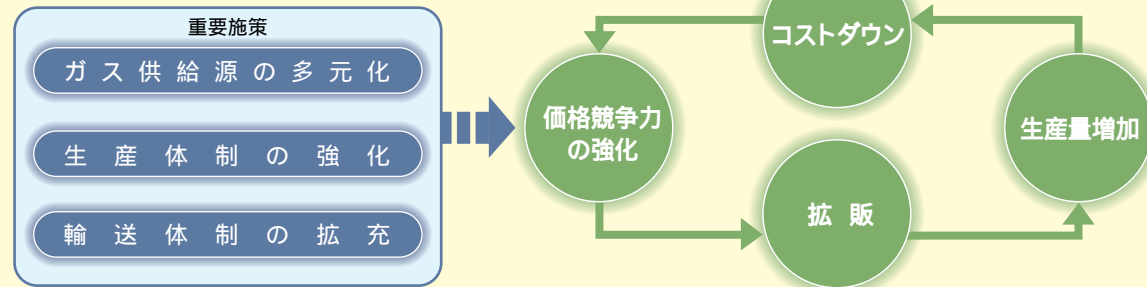 重要施策
ガス供給源の多元化
生産体制の強化
輸送体制の拡充
コストダウン
価格競争力
の強化
生産量増加
拡販